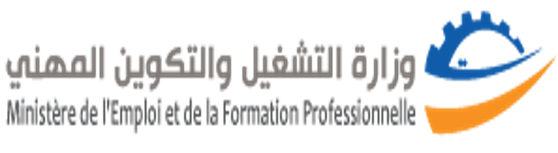 وزارة التشغيل والتكوين المهني
Ministère de l'Emploi et de la Formation Professionnelle